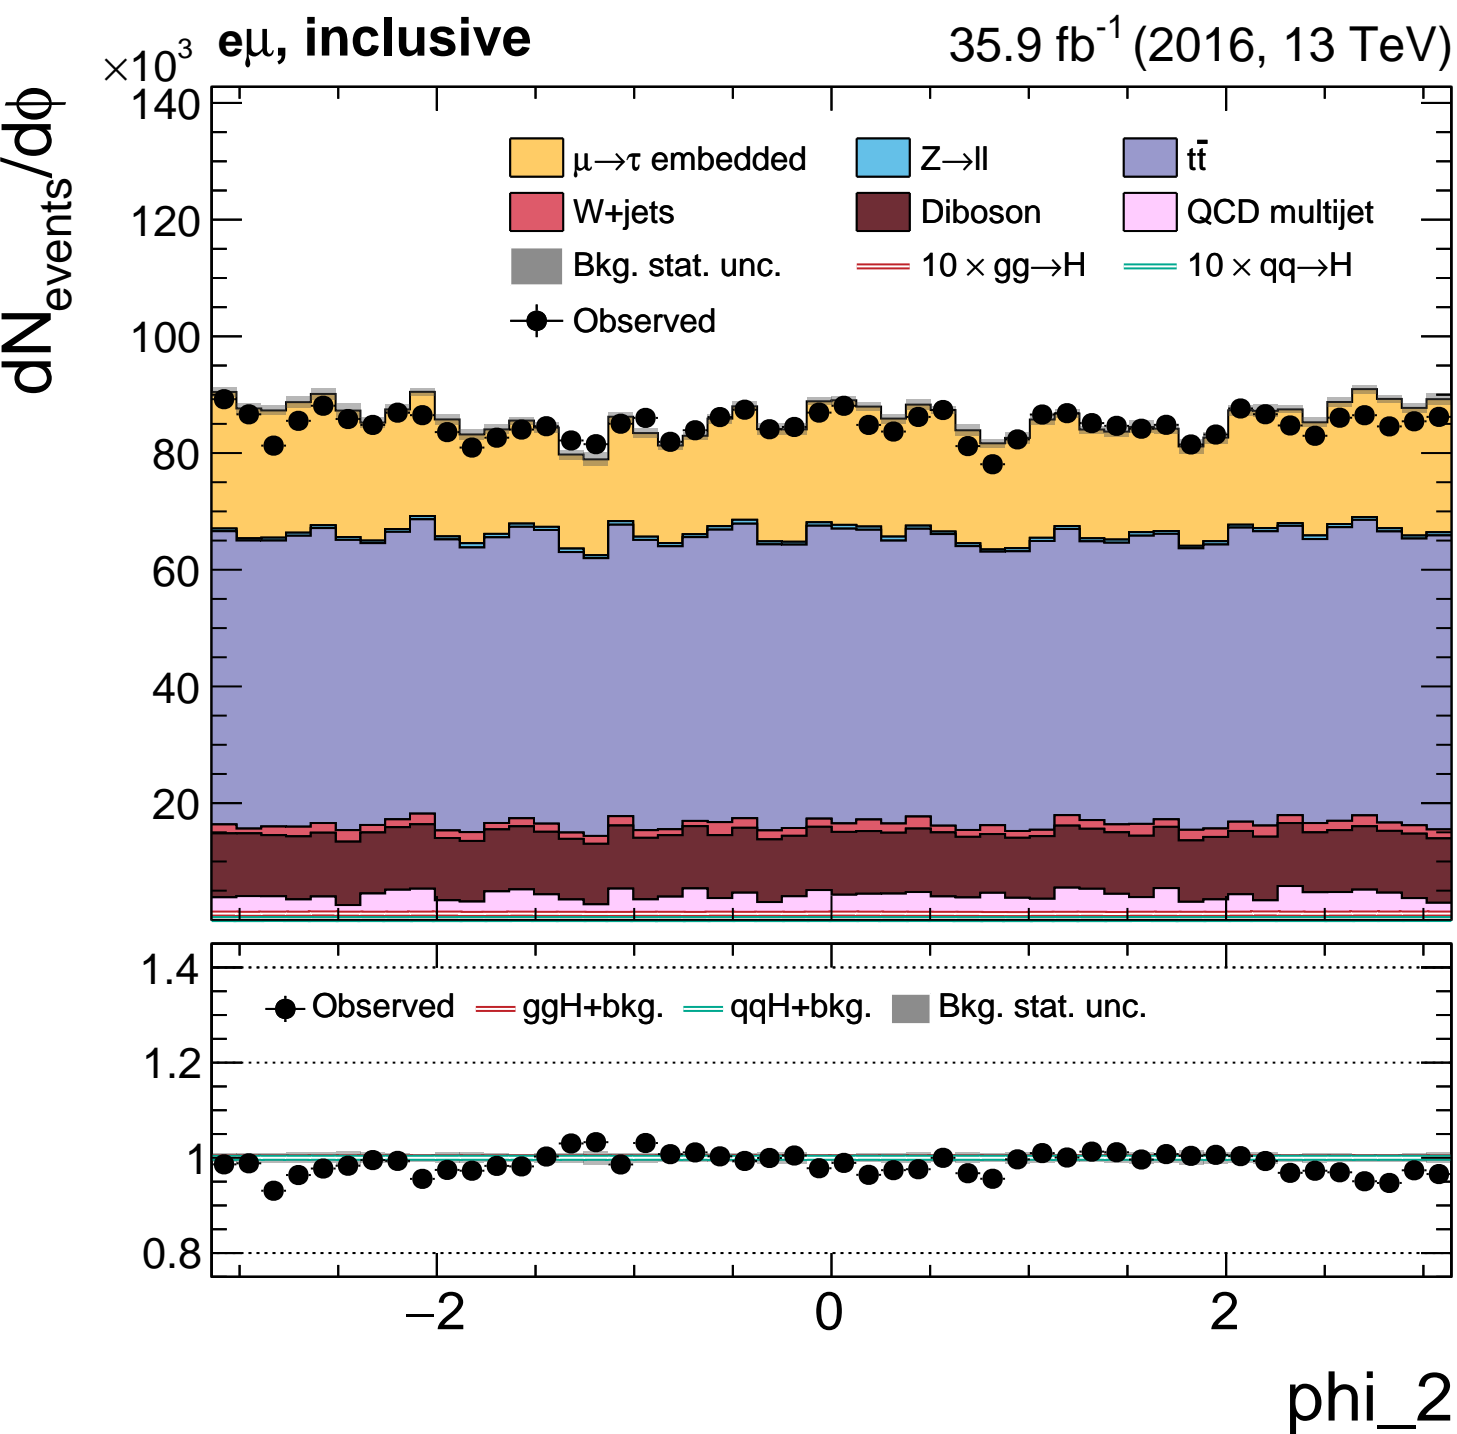 ×10³ eμ, inclusive 35.9 fb⁻¹ (2016, 13 TeV)
dN_events/dϕ
140
120
100
80
60
40
20
μ→τ embedded Z→ll tt̄
W+jets Diboson QCD multijet
Bkg. stat. unc. 10 × gg→H 10 × qq→H
Observed
1.4
1.2
1
0.8
Observed ggH+bkg. qqH+bkg. Bkg. stat. unc.
−2 0 2
phi_2